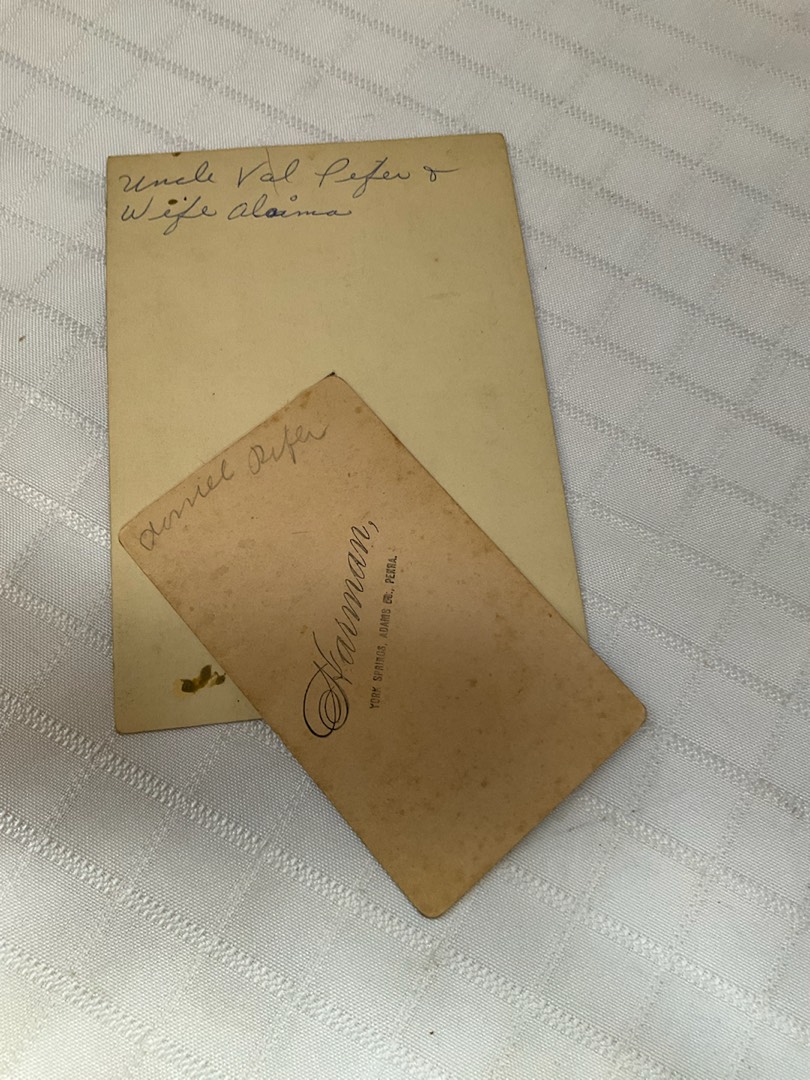 Uncle Val Pefer &
Wife Alaima
Daniel Pefer
Harman,
YORK SPRINGS, ADAMS CO., PENNA.